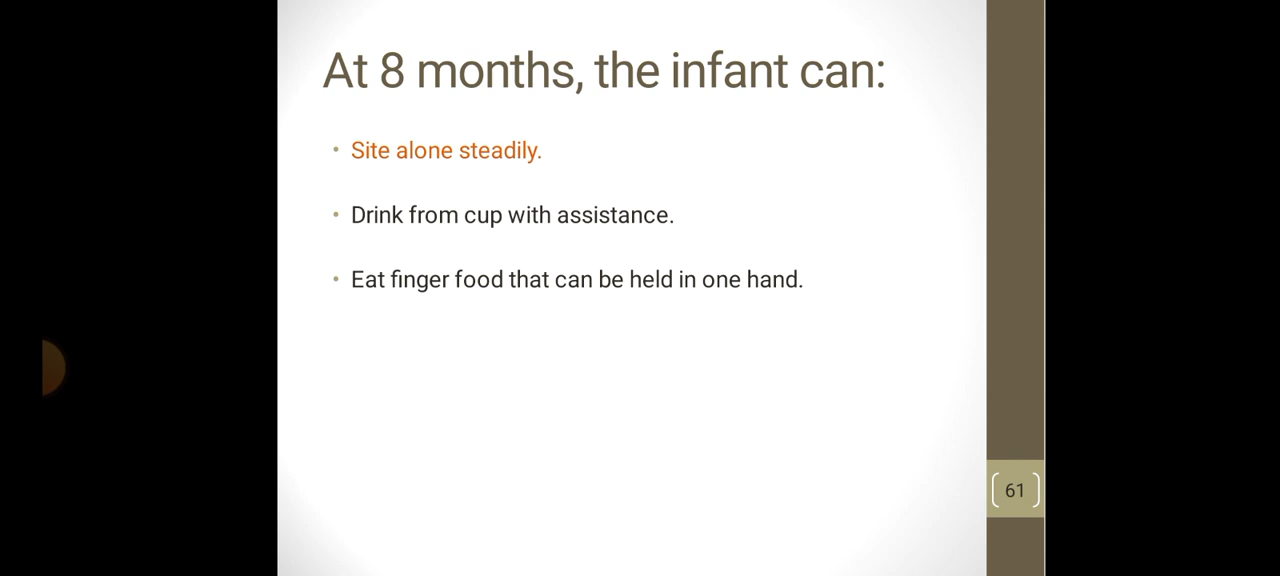 At 8 months, the infant can:
• Site alone steadily.
• Drink from cup with assistance.
• Eat finger food that can be held in one hand.
61